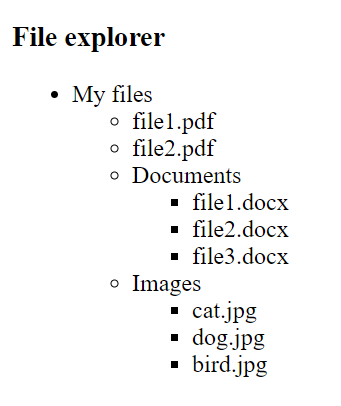 File explorer
My files
file1.pdf
file2.pdf
Documents
file1.docx
file2.docx
file3.docx
Images
cat.jpg
dog.jpg
bird.jpg